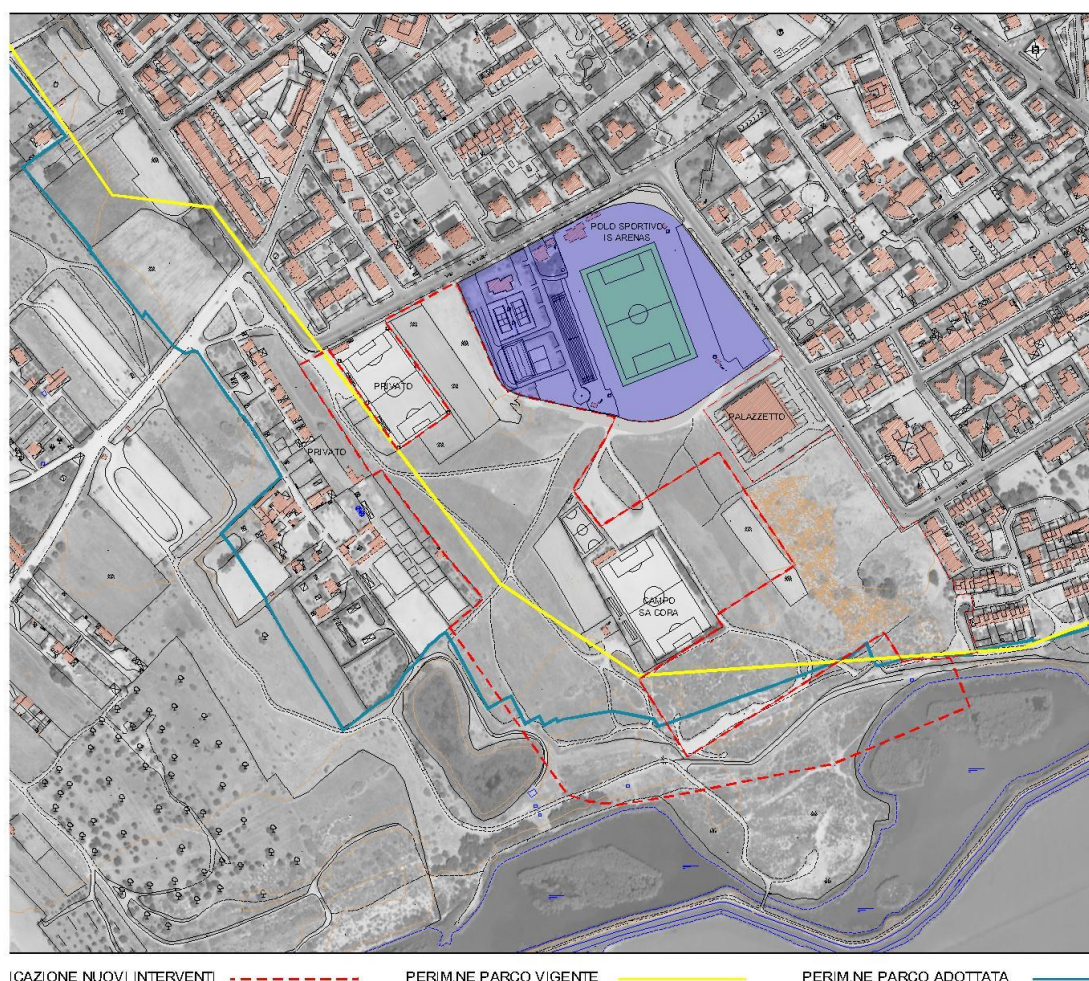 POLO SPORTIVO
IS ARENAS
PRIVATO
PALAZZETTO
PRIVATO
CAMPO
SA CORA
ICAZIONE NUOVI INTERVENTI
PERIM.NE PARCO VIGENTE
PERIM.NE PARCO ADOTTATA